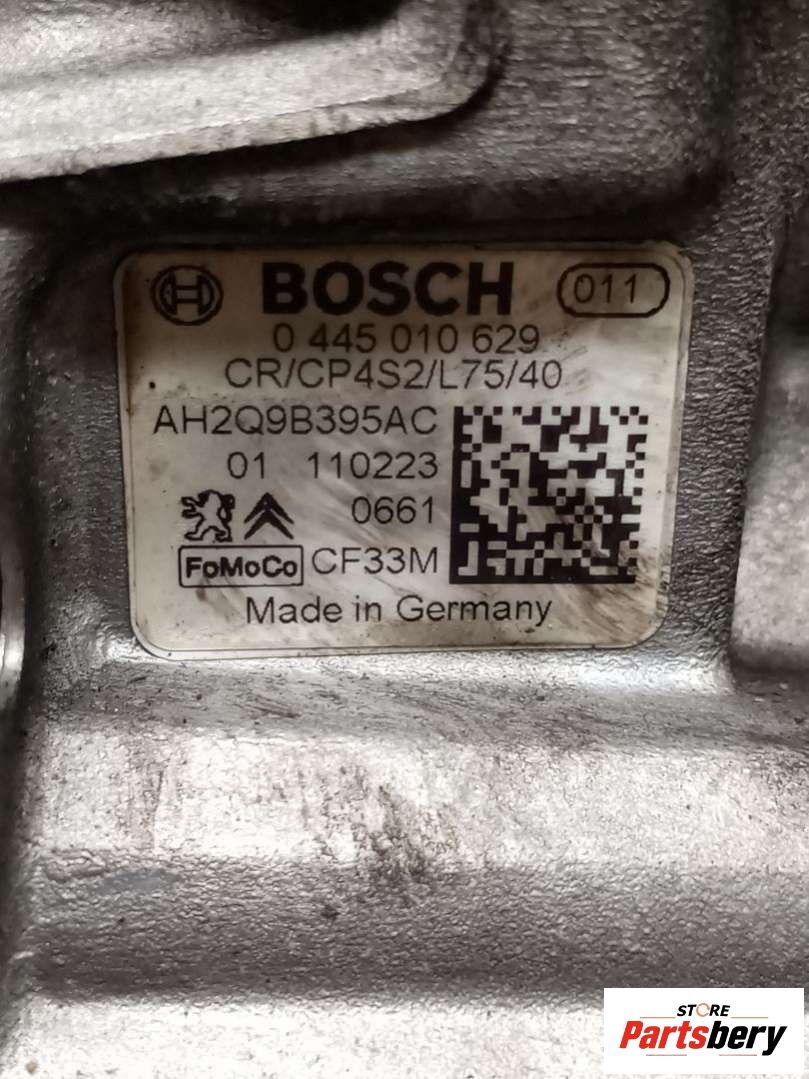 BOSCH 011
0 445 010 629
CR/CP4S2/L75/40
AH2Q9B395AC
01 110223
0661
FoMoCo CF33M
Made in Germany
STORE
Partsbery